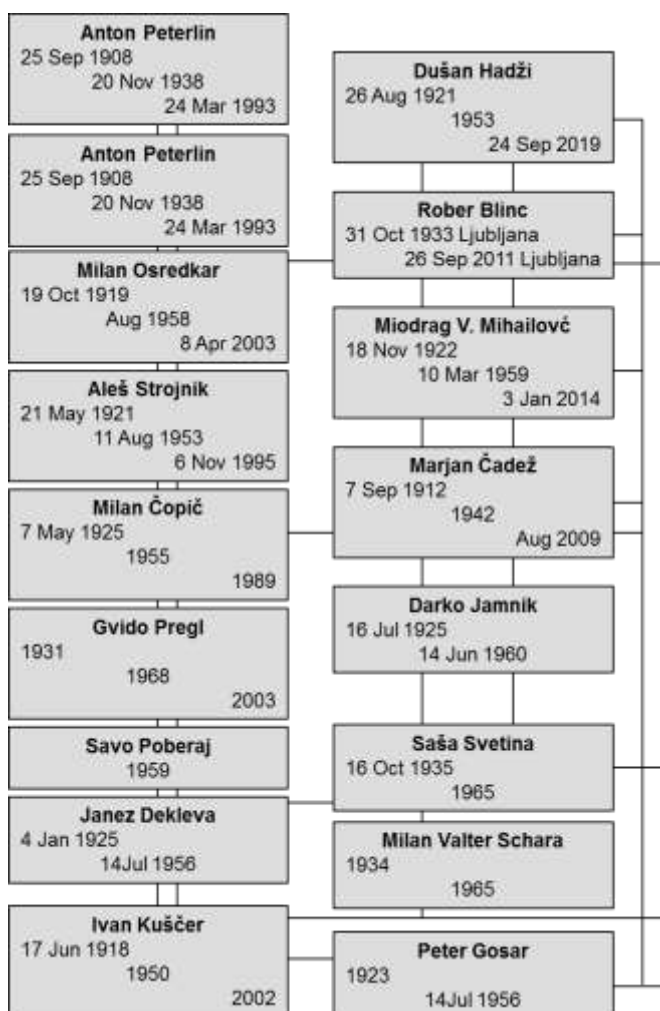 Anton Peterlin
25 Sep 1908
20 Nov 1938
24 Mar 1993
Anton Peterlin
25 Sep 1908
20 Nov 1938
24 Mar 1993
Milan Osredkar
19 Oct 1919
Aug 1958
8 Apr 2003
Aleš Strojnik
21 May 1921
11 Aug 1953
6 Nov 1995
Milan Čopič
7 May 1925
1955
1989
Gvido Pregl
1931
1968
2003
Savo Poberaj
1959
Janez Dekleva
4 Jan 1925
14Jul 1956
Ivan Kuščer
17 Jun 1918
1950
2002
Dušan Hadži
26 Aug 1921
1953
24 Sep 2019
Rober Blinc
31 Oct 1933 Ljubljana
26 Sep 2011 Ljubljana
Miodrag V. Mihailovć
18 Nov 1922
10 Mar 1959
3 Jan 2014
Marjan Čadež
7 Sep 1912
1942
Aug 2009
Darko Jamnik
16 Jul 1925
14 Jun 1960
Saša Svetina
16 Oct 1935
1965
Milan Valter Schara
1934
1965
Peter Gosar
1923
14Jul 1956